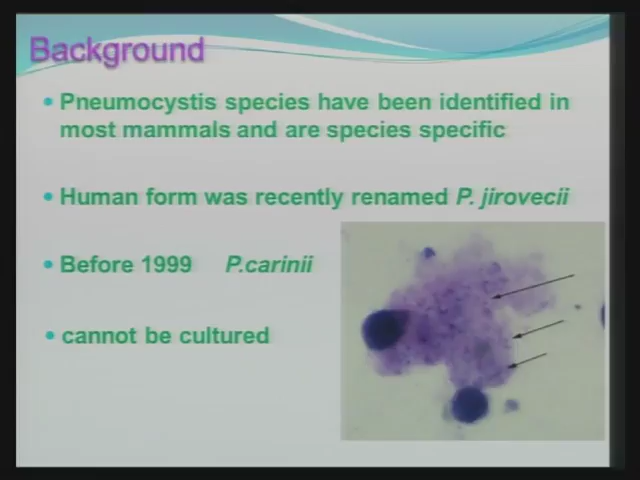 Background
• Pneumocystis species have been identified in
most mammals and are species specific
• Human form was recently renamed P. jirovecii
• Before 1999 P.carinii
• cannot be cultured